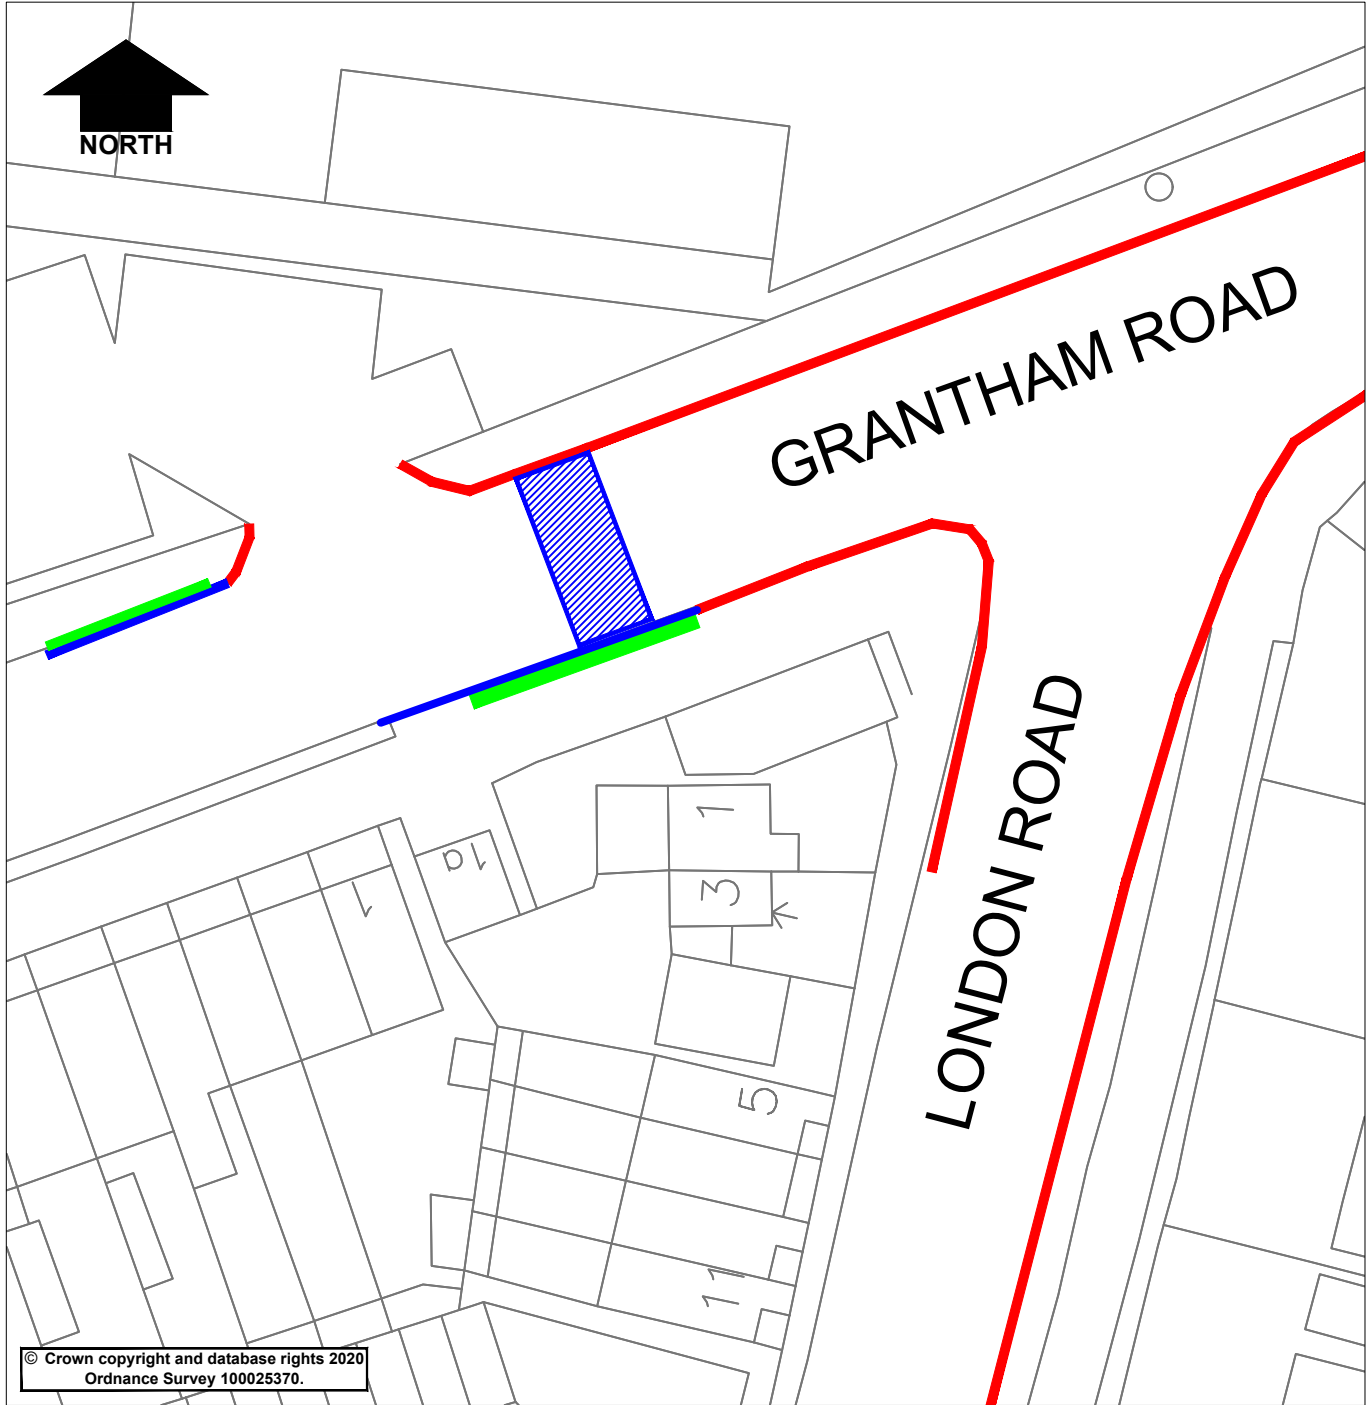 NORTH
GRANTHAM ROAD
LONDON ROAD
1
1a
3
1
5
11
© Crown copyright and database rights 2020
Ordnance Survey 100025370.